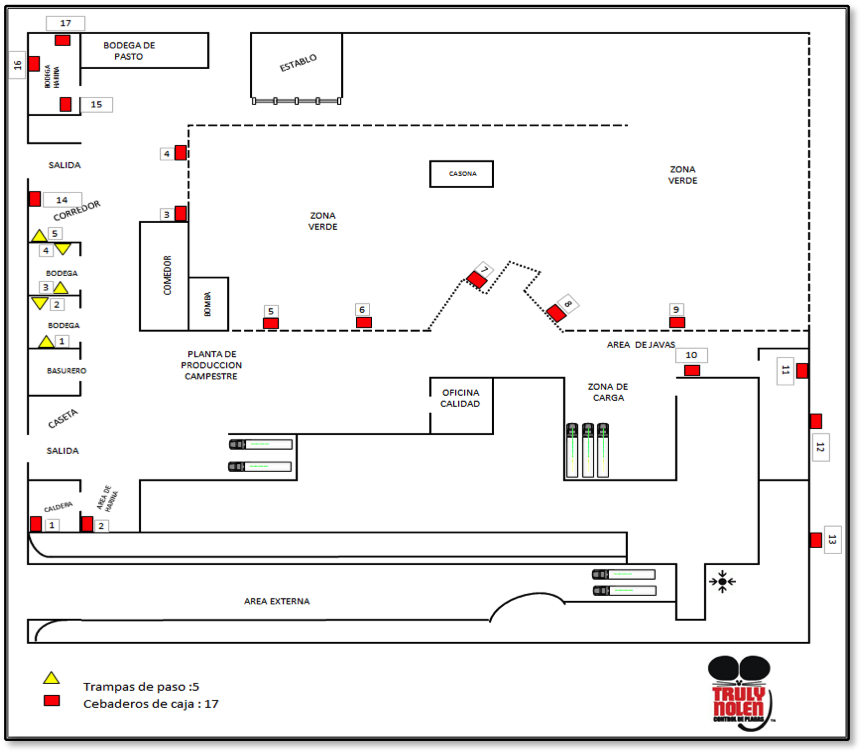 17
BODEGA DE
PASTO
ESTABLO
16
BODEGA
HARINA
15
4
SALIDA
CASONA
ZONA
VERDE
14
CORREDOR
3
ZONA
VERDE
5
4
BODEGA
COMEDOR
7
3
2
BOMBA
5
6
8
9
BODEGA
1
AREA DE JAVAS
PLANTA DE
PRODUCCION
CAMPESTRE
10
BASURERO
11
OFICINA
CALIDAD
ZONA DE
CARGA
CASETA
12
SALIDA
CALDERA
AREA DE
HARINA
1
2
13
AREA EXTERNA
Trampas de paso :5
Cebaderos de caja : 17
TRULY
NOLEN
CONTROL DE PLAGAS